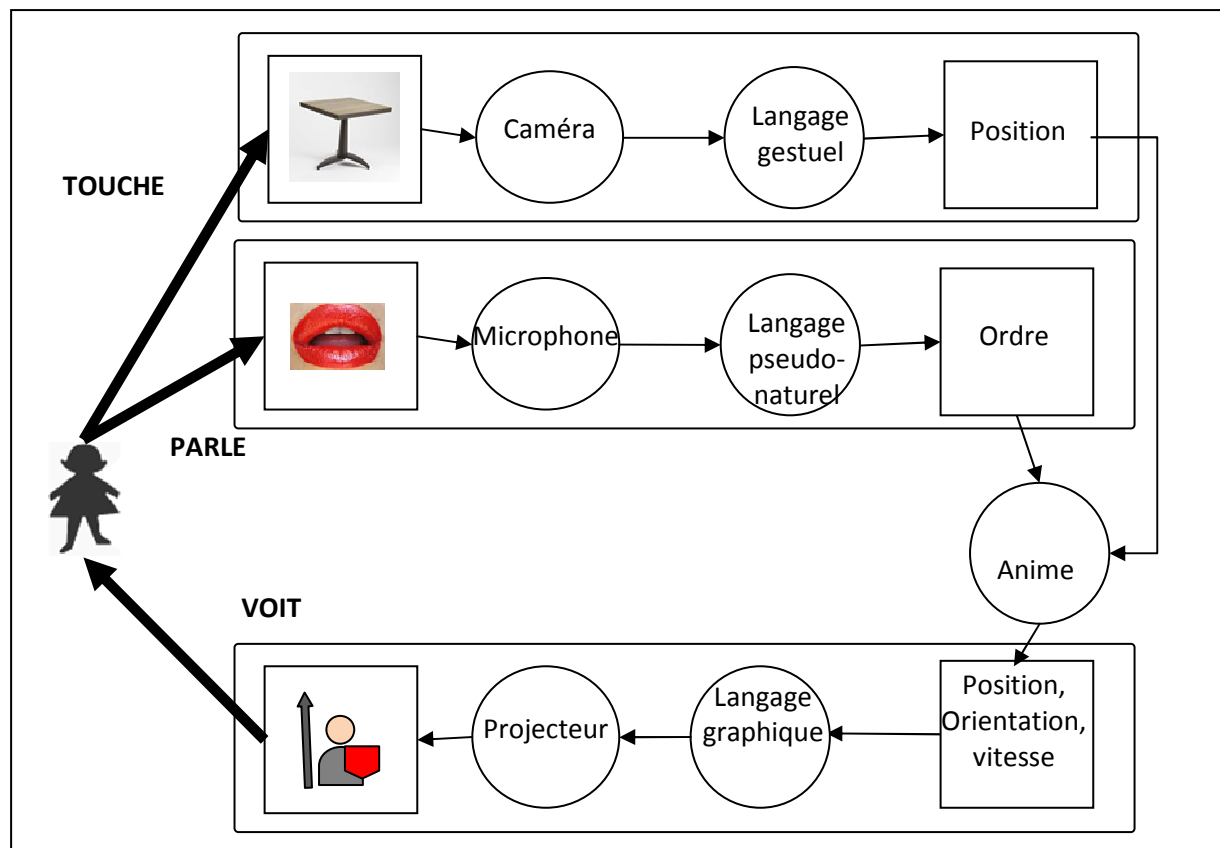 TOUCHE
Caméra
Langage
gestuel
Position
PARLE
Microphone
Langage
pseudo-
naturel
Ordre
Anime
VOIT
Projecteur
Langage
graphique
Position,
Orientation,
vitesse